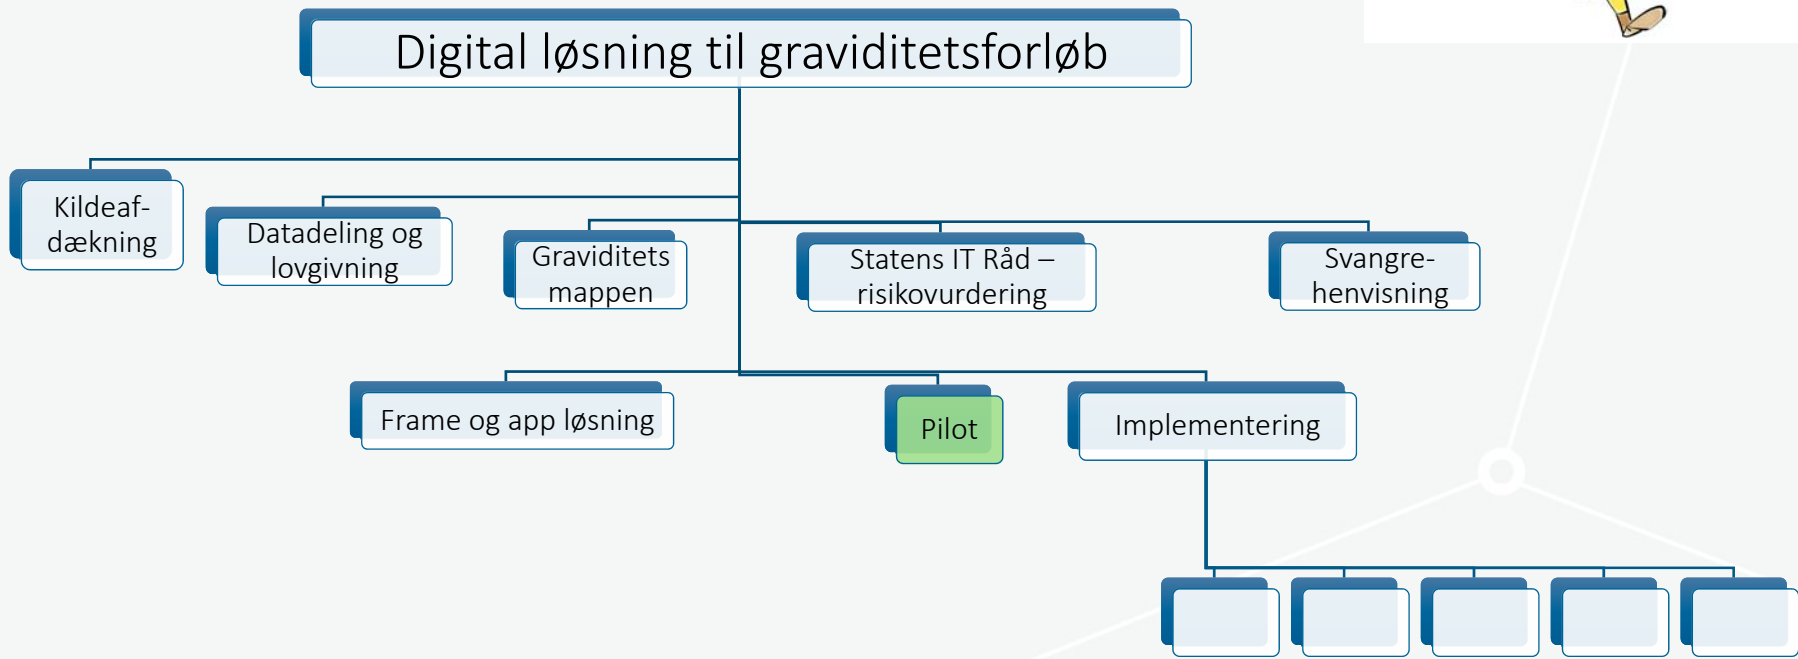 Digital løsning til graviditetsforløb
Kildeaf-
dækning
Datadeling og
lovgivning
Graviditets
mappen
Statens IT Råd –
risikovurdering
Svangre-
henvisning
Frame og app løsning
Pilot
Implementering